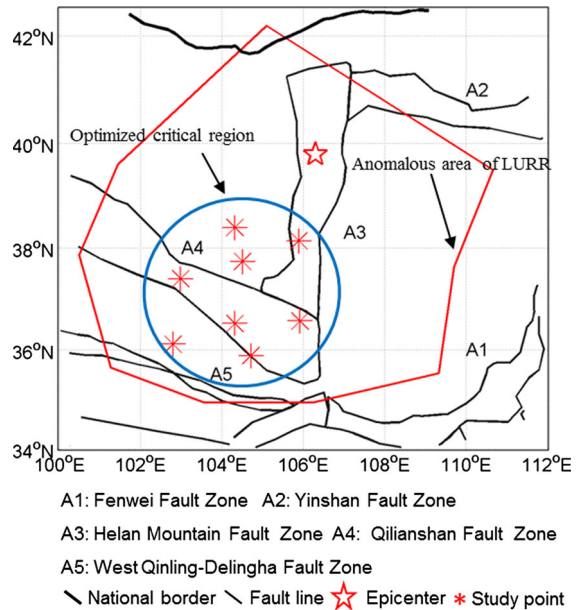 42°N
A2
40°N
Optimized critical region
Anomalous area of LURR
38°N
A4
A3
36°N
A5
A1
34°N
100°E 102°E 104°E 106°E 108°E 110°E 112°E
A1: Fenwei Fault Zone A2: Yinshan Fault Zone
A3: Helan Mountain Fault Zone A4: Qilianshan Fault Zone
A5: West Qinling-Delingha Fault Zone
National border Fault line Epicenter Study point